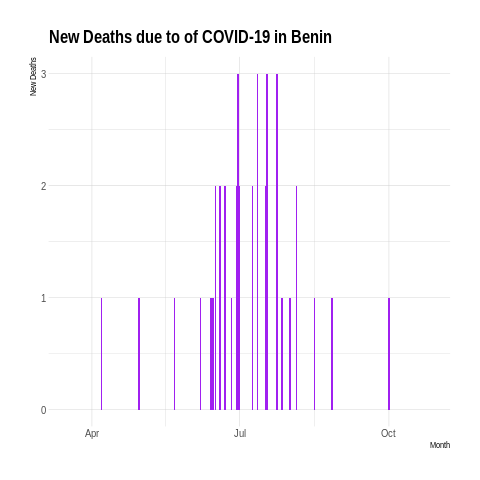 New Deaths due to of COVID-19 in Benin
New Deaths
3
2
1
0
Apr
Jul
Oct
Month